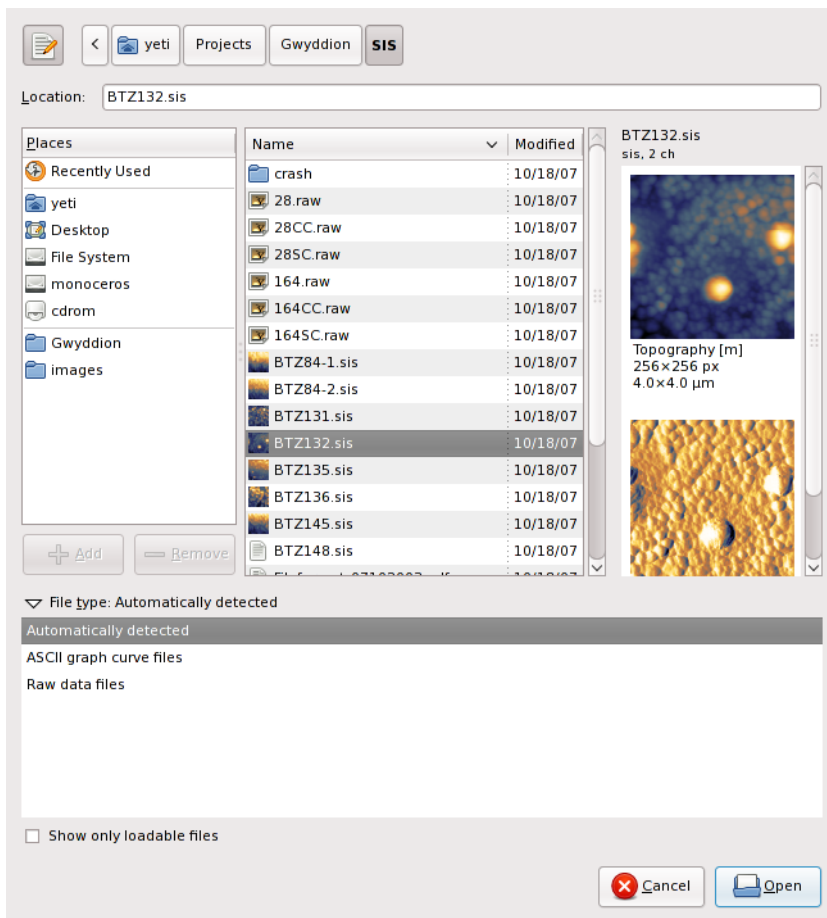 < yeti Projects Gwyddion SIS
Location: BTZ132.sis
Places
Recently Used
yeti
Desktop
File System
monoceros
cdrom
Gwyddion
images
Add Remove
Name Modified
crash 10/18/07
28.raw 10/18/07
28CC.raw 10/18/07
28SC.raw 10/18/07
164.raw 10/18/07
164CC.raw 10/18/07
164SC.raw 10/18/07
BTZ84-1.sis 10/18/07
BTZ84-2.sis 10/18/07
BTZ131.sis 10/18/07
BTZ132.sis 10/18/07
BTZ135.sis 10/18/07
BTZ136.sis 10/18/07
BTZ145.sis 10/18/07
BTZ148.sis 10/18/07
BTZ132.sis
sis, 2 ch
Topography [m]
256×256 px
4.0×4.0 µm
File type: Automatically detected
Automatically detected
ASCII graph curve files
Raw data files
Show only loadable files
Cancel Open